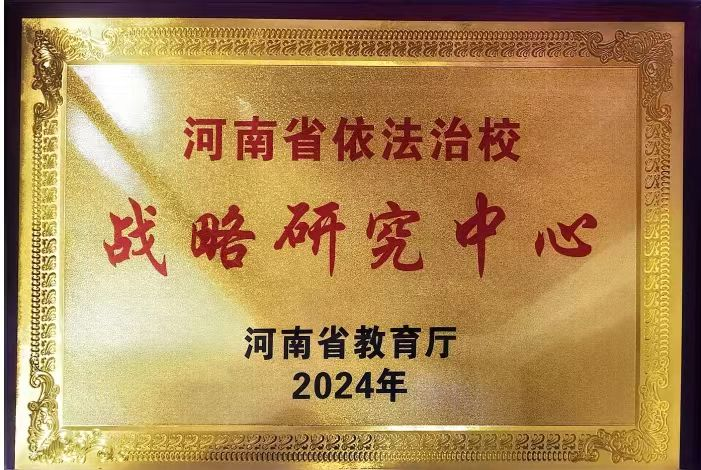 河南省依法治校
战略研究中心
河南省教育厅
2024年